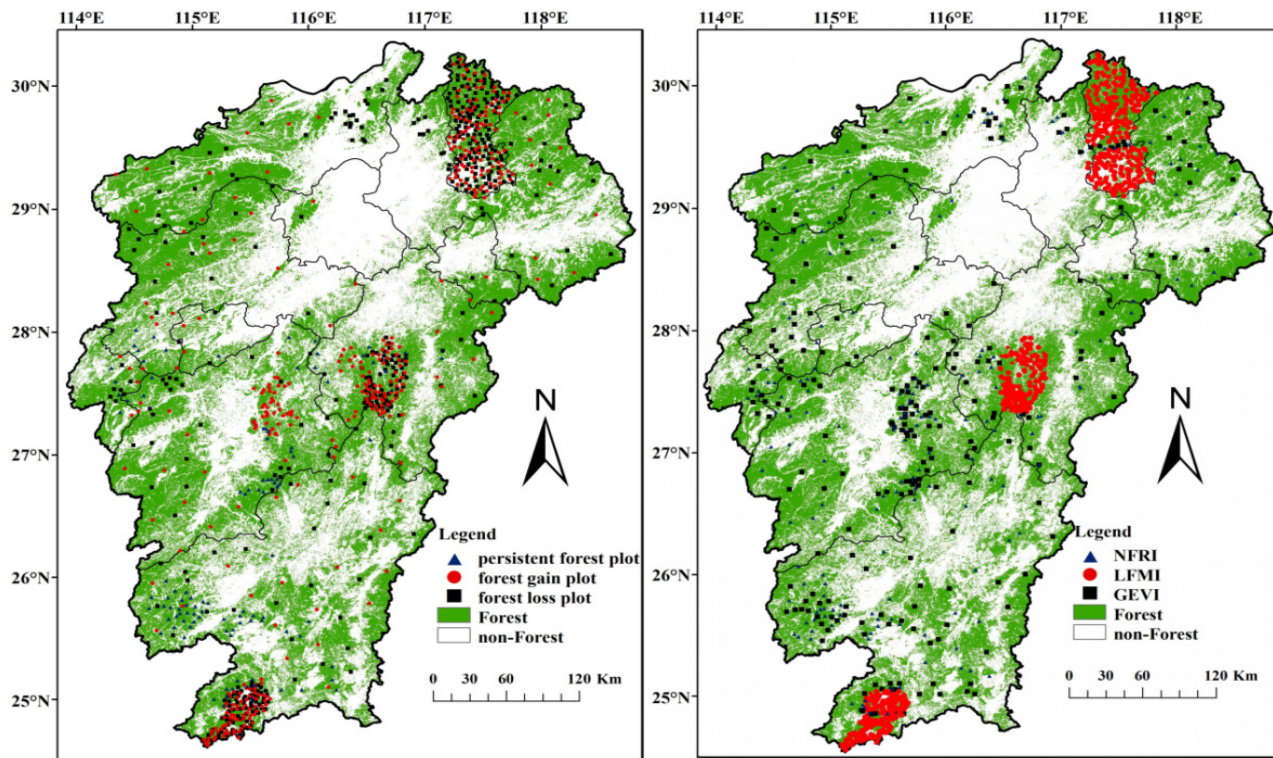 114°E 115°E 116°E 117°E 118°E
30°N
29°N
28°N
27°N
26°N
25°N
N
Legend
persistent forest plot
forest gain plot
forest loss plot
Forest
non-Forest
0 30 60 120 Km
114°E 115°E 116°E 117°E 118°E
30°N
29°N
28°N
27°N
26°N
25°N
N
Legend
NFRI
LFMI
GEVI
Forest
non-Forest
0 30 60 120 Km